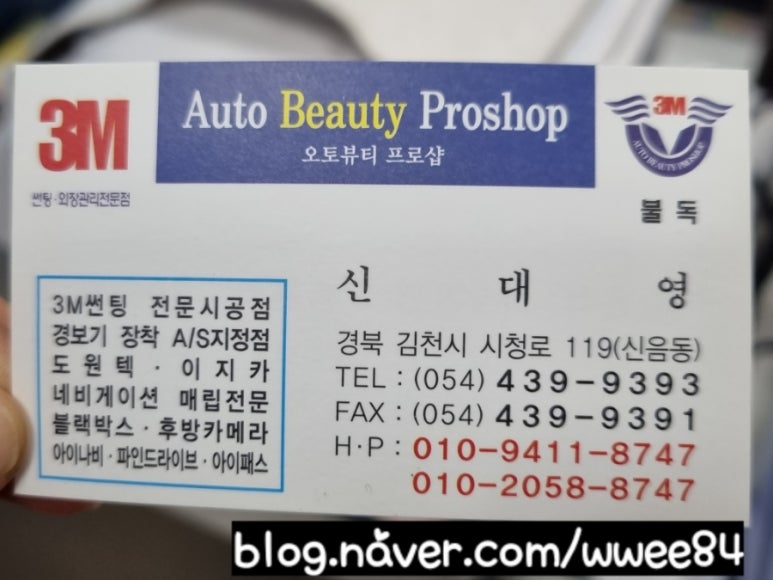 3M
썬팅·외장관리전문점
Auto Beauty Proshop
오토뷰티 프로샵
3M
AUTO BEAUTY PROSHOP
불독
신대영
3M썬팅 전문시공점
경보기 장착 A/S지정점
도원텍·이지카
네비게이션 매립전문
블랙박스·후방카메라
아이나비·파인드라이브·아이패스
경북 김천시 시청로 119(신음동)
TEL : (054) 439-9393
FAX : (054) 439-9391
H·P : 010-9411-8747
010-2058-8747
blog.naver.com/wwee84